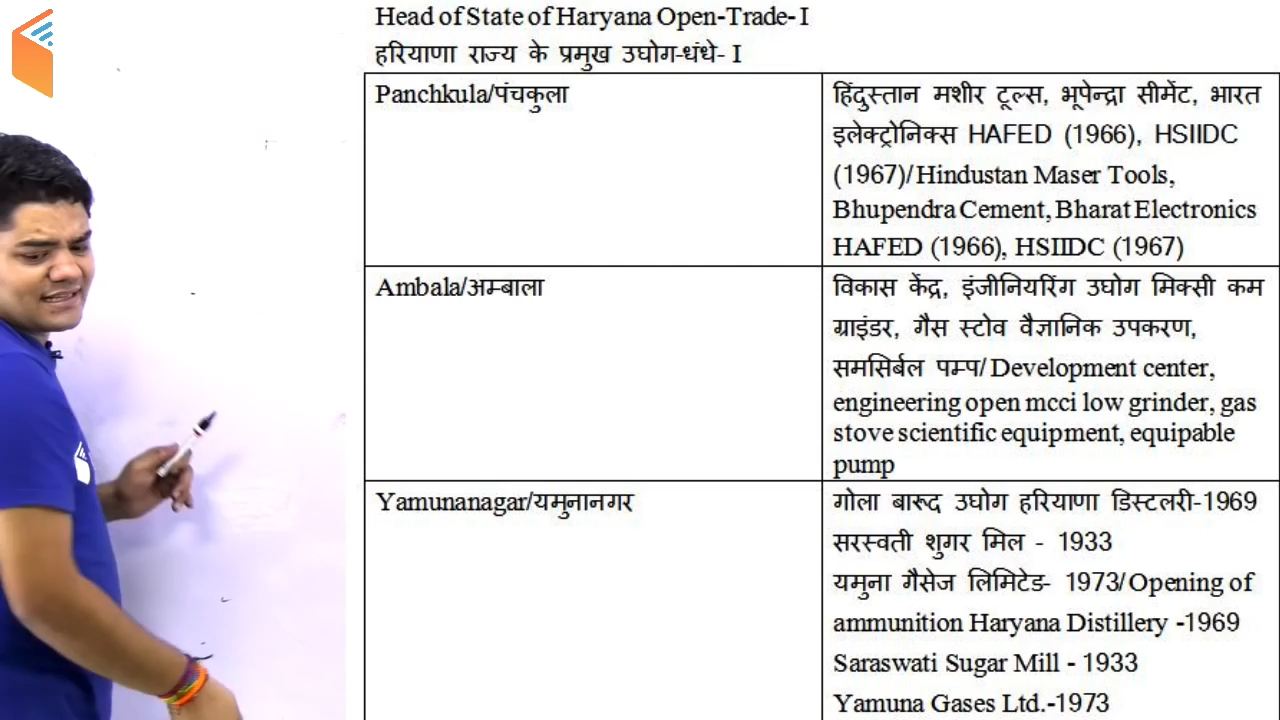 Head of State of Haryana Open-Trade- I
हरियाणा राज्य के प्रमुख उघोग-धंधे- I
Panchkula/पंचकुला
हिंदुस्तान मशीर टूल्स, भूपेन्द्रा सीमेंट, भारत
इलेक्ट्रोनिक्स HAFED (1966), HSIIDC
(1967)/ Hindustan Maser Tools,
Bhupendra Cement, Bharat Electronics
HAFED (1966), HSIIDC (1967)
Ambala/अम्बाला
विकास केंद्र, इंजीनियरिंग उघोग मिक्सी कम
ग्राइंडर, गैस स्टोव वैज्ञानिक उपकरण,
समसिर्बल पम्प/ Development center,
engineering open mcci low grinder, gas
stove scientific equipment, equipable
pump
Yamunanagar/यमुनानगर
गोला बारूद उघोग हरियाणा डिस्टलरी-1969
सरस्वती शुगर मिल - 1933
यमुना गैसेज लिमिटेड- 1973/ Opening of
ammunition Haryana Distillery -1969
Saraswati Sugar Mill - 1933
Yamuna Gases Ltd.-1973